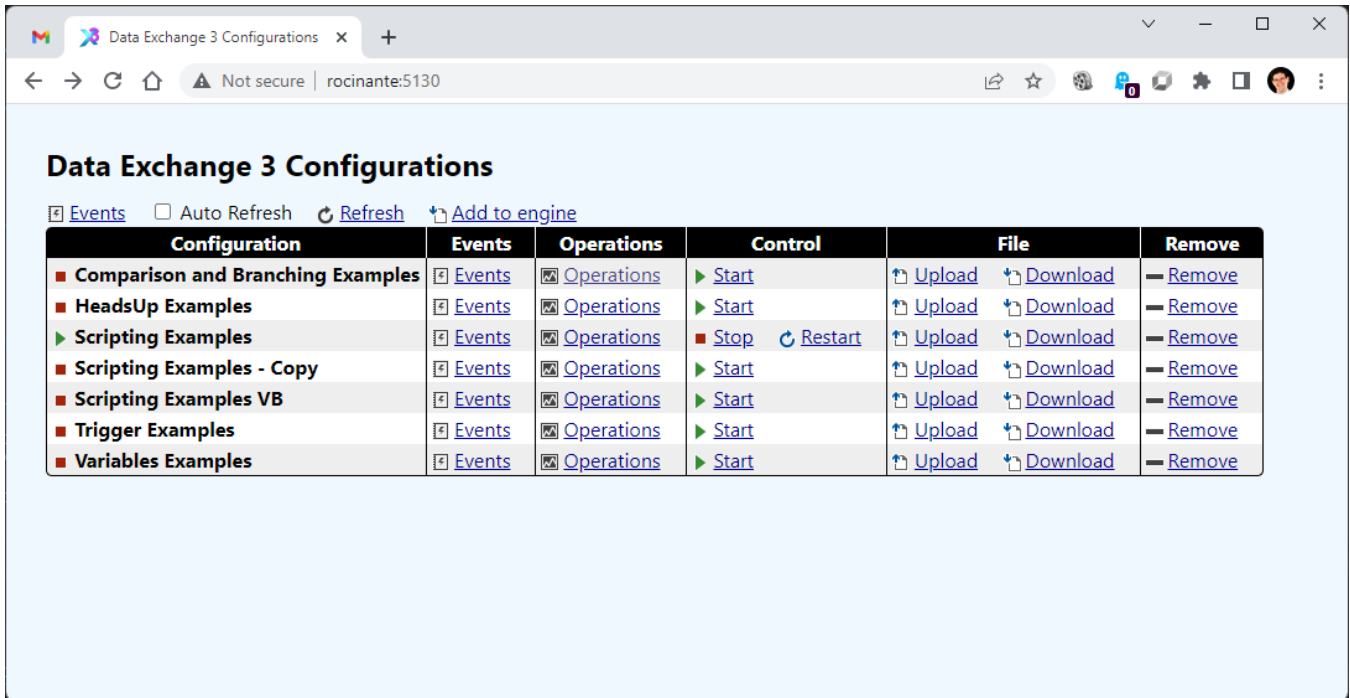 Data Exchange 3 Configurations
Not secure rocinante:5130
0
Data Exchange 3 Configurations
Events Auto Refresh Refresh Add to engine
Configuration Events Operations Control File Remove
Comparison and Branching Examples Events Operations Start Upload Download Remove
HeadsUp Examples Events Operations Start Upload Download Remove
Scripting Examples Events Operations Stop Restart Upload Download Remove
Scripting Examples - Copy Events Operations Start Upload Download Remove
Scripting Examples VB Events Operations Start Upload Download Remove
Trigger Examples Events Operations Start Upload Download Remove
Variables Examples Events Operations Start Upload Download Remove